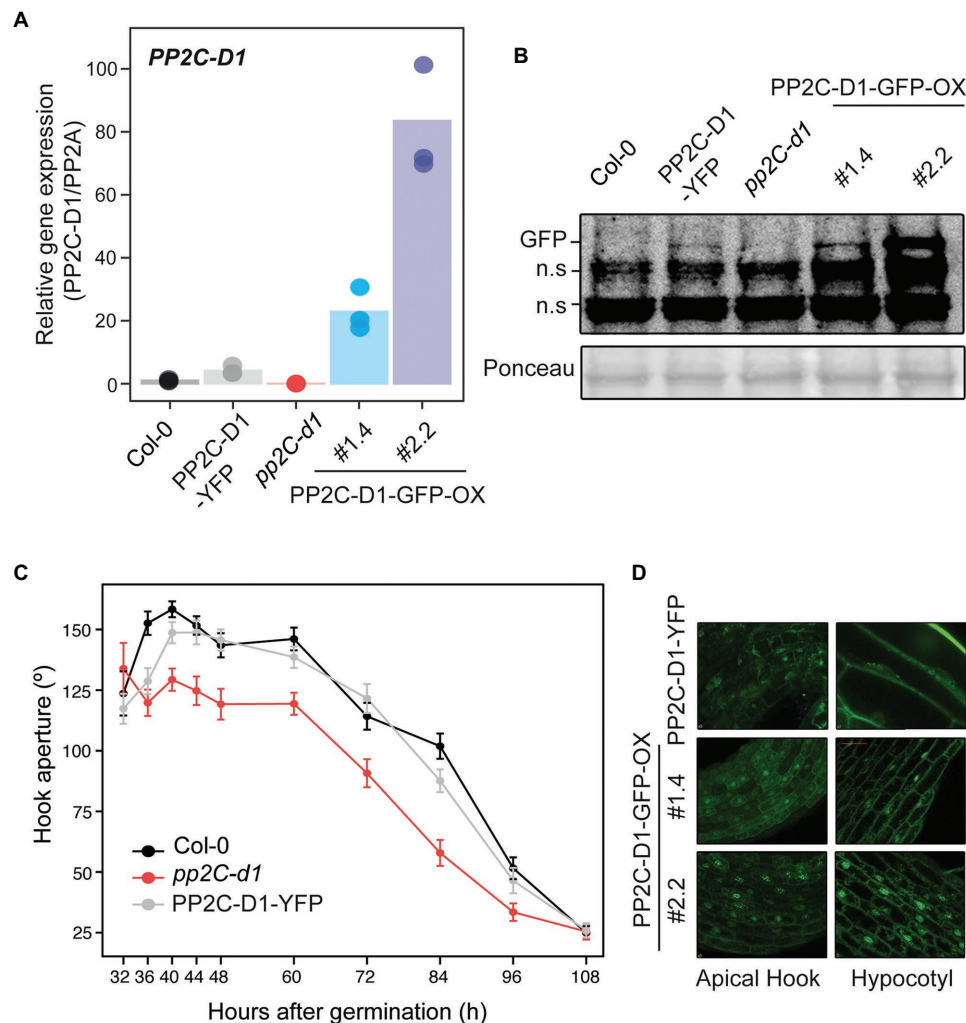 A
PP2C-D1
Relative gene expression
(PP2C-D1/PP2A)
100
80
60
40
20
0
Col-0
PP2C-D1
-YFP
pp2C-d1
#1.4
#2.2
PP2C-D1-GFP-OX
B
PP2C-D1-GFP-OX
Col-0
PP2C-D1
-YFP
pp2C-d1
#1.4
#2.2
GFP
n.s
n.s
Ponceau
C
Hook aperture (º)
150
125
100
75
50
25
Col-0
pp2C-d1
PP2C-D1-YFP
32 36 40 44 48 60 72 84 96 108
Hours after germination (h)
D
PP2C-D1-YFP
PP2C-D1-GFP-OX
#1.4
#2.2
Apical Hook
Hypocotyl